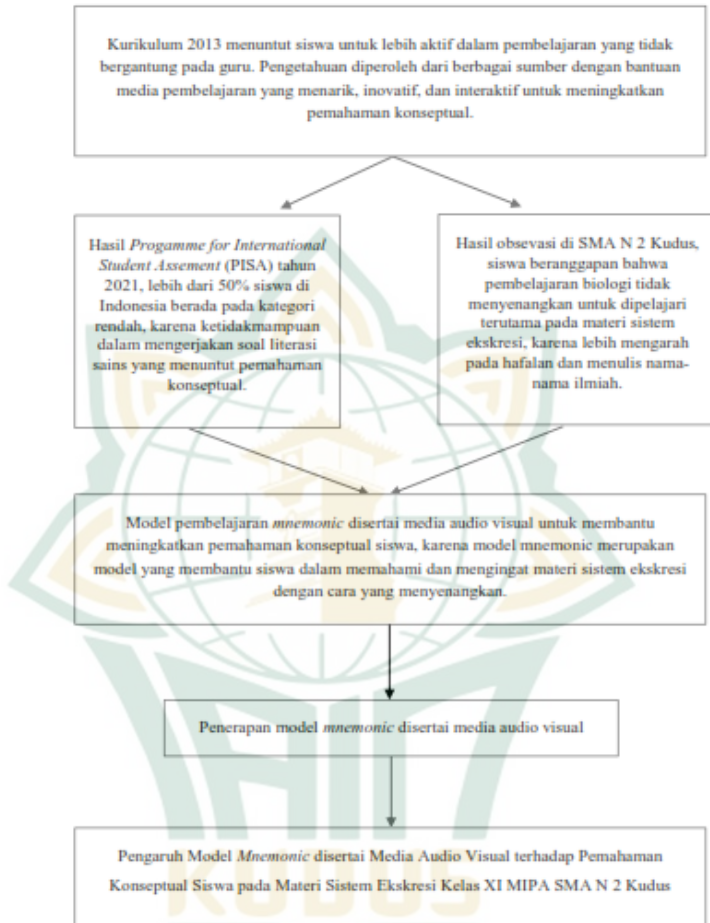 Kurikulum 2013 menuntut siswa untuk lebih aktif dalam pembelajaran yang tidak
bergantung pada guru. Pengetahuan diperoleh dari berbagai sumber dengan bantuan
media pembelajaran yang menarik, inovatif, dan interaktif untuk meningkatkan
pemahaman konseptual.
Hasil Progamme for International
Student Assement (PISA) tahun
2021, lebih dari 50% siswa di
Indonesia berada pada kategori
rendah, karena ketidakmampuan
dalam mengerjakan soal literasi
sains yang menuntut pemahaman
konseptual.
Hasil obsevasi di SMA N 2 Kudus,
siswa beranggapan bahwa
pembelajaran biologi tidak
menyenangkan untuk dipelajari
terutama pada materi sistem
ekskresi, karena lebih mengarah
pada hafalan dan menulis nama-
nama ilmiah.
Model pembelajaran mnemonic disertai media audio visual untuk membantu
meningkatkan pemahaman konseptual siswa, karena model mnemonic merupakan
model yang membantu siswa dalam memahami dan mengingat materi sistem ekskresi
dengan cara yang menyenangkan.
Penerapan model mnemonic disertai media audio visual
Pengaruh Model Mnemonic disertai Media Audio Visual terhadap Pemahaman
Konseptual Siswa pada Materi Sistem Ekskresi Kelas XI MIPA SMA N 2 Kudus
IAIN
KUDUS